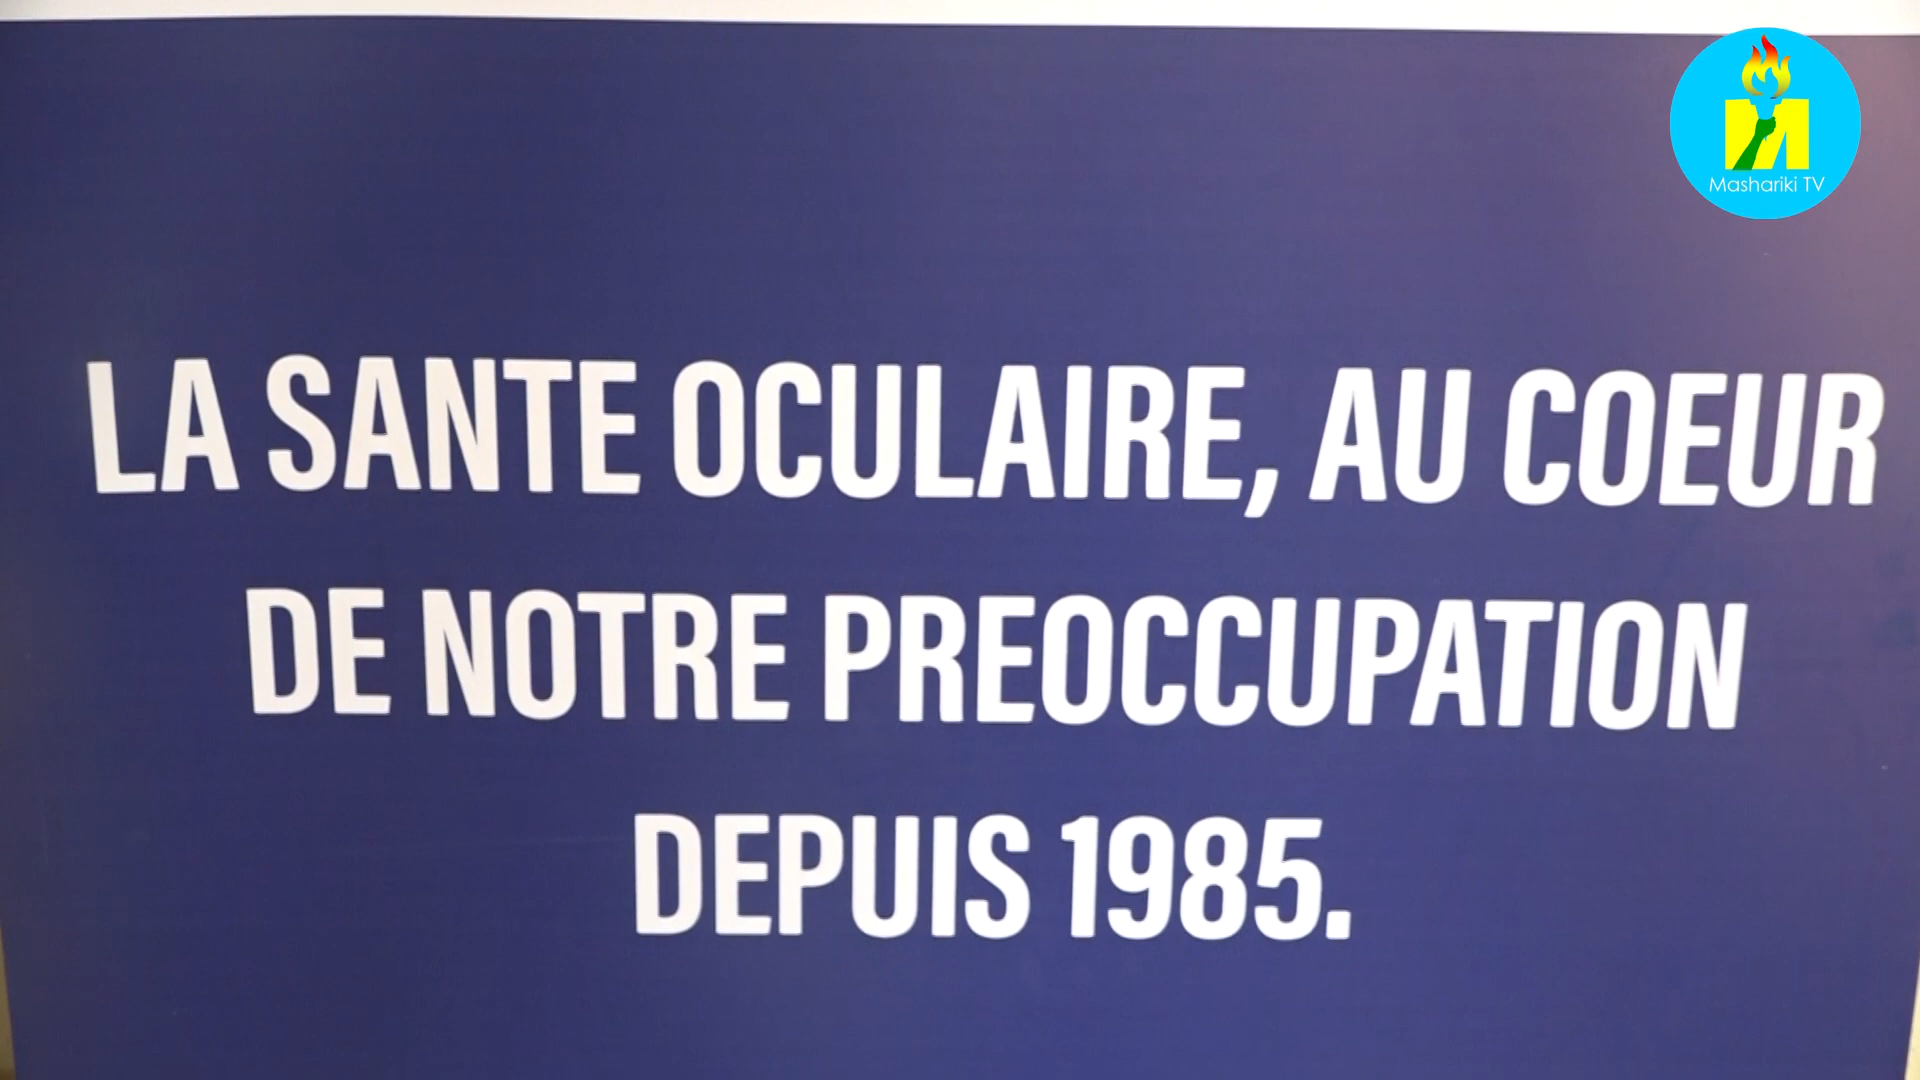 Mashariki TV
LA SANTE OCULAIRE, AU COEUR
DE NOTRE PREOCCUPATION
DEPUIS 1985.